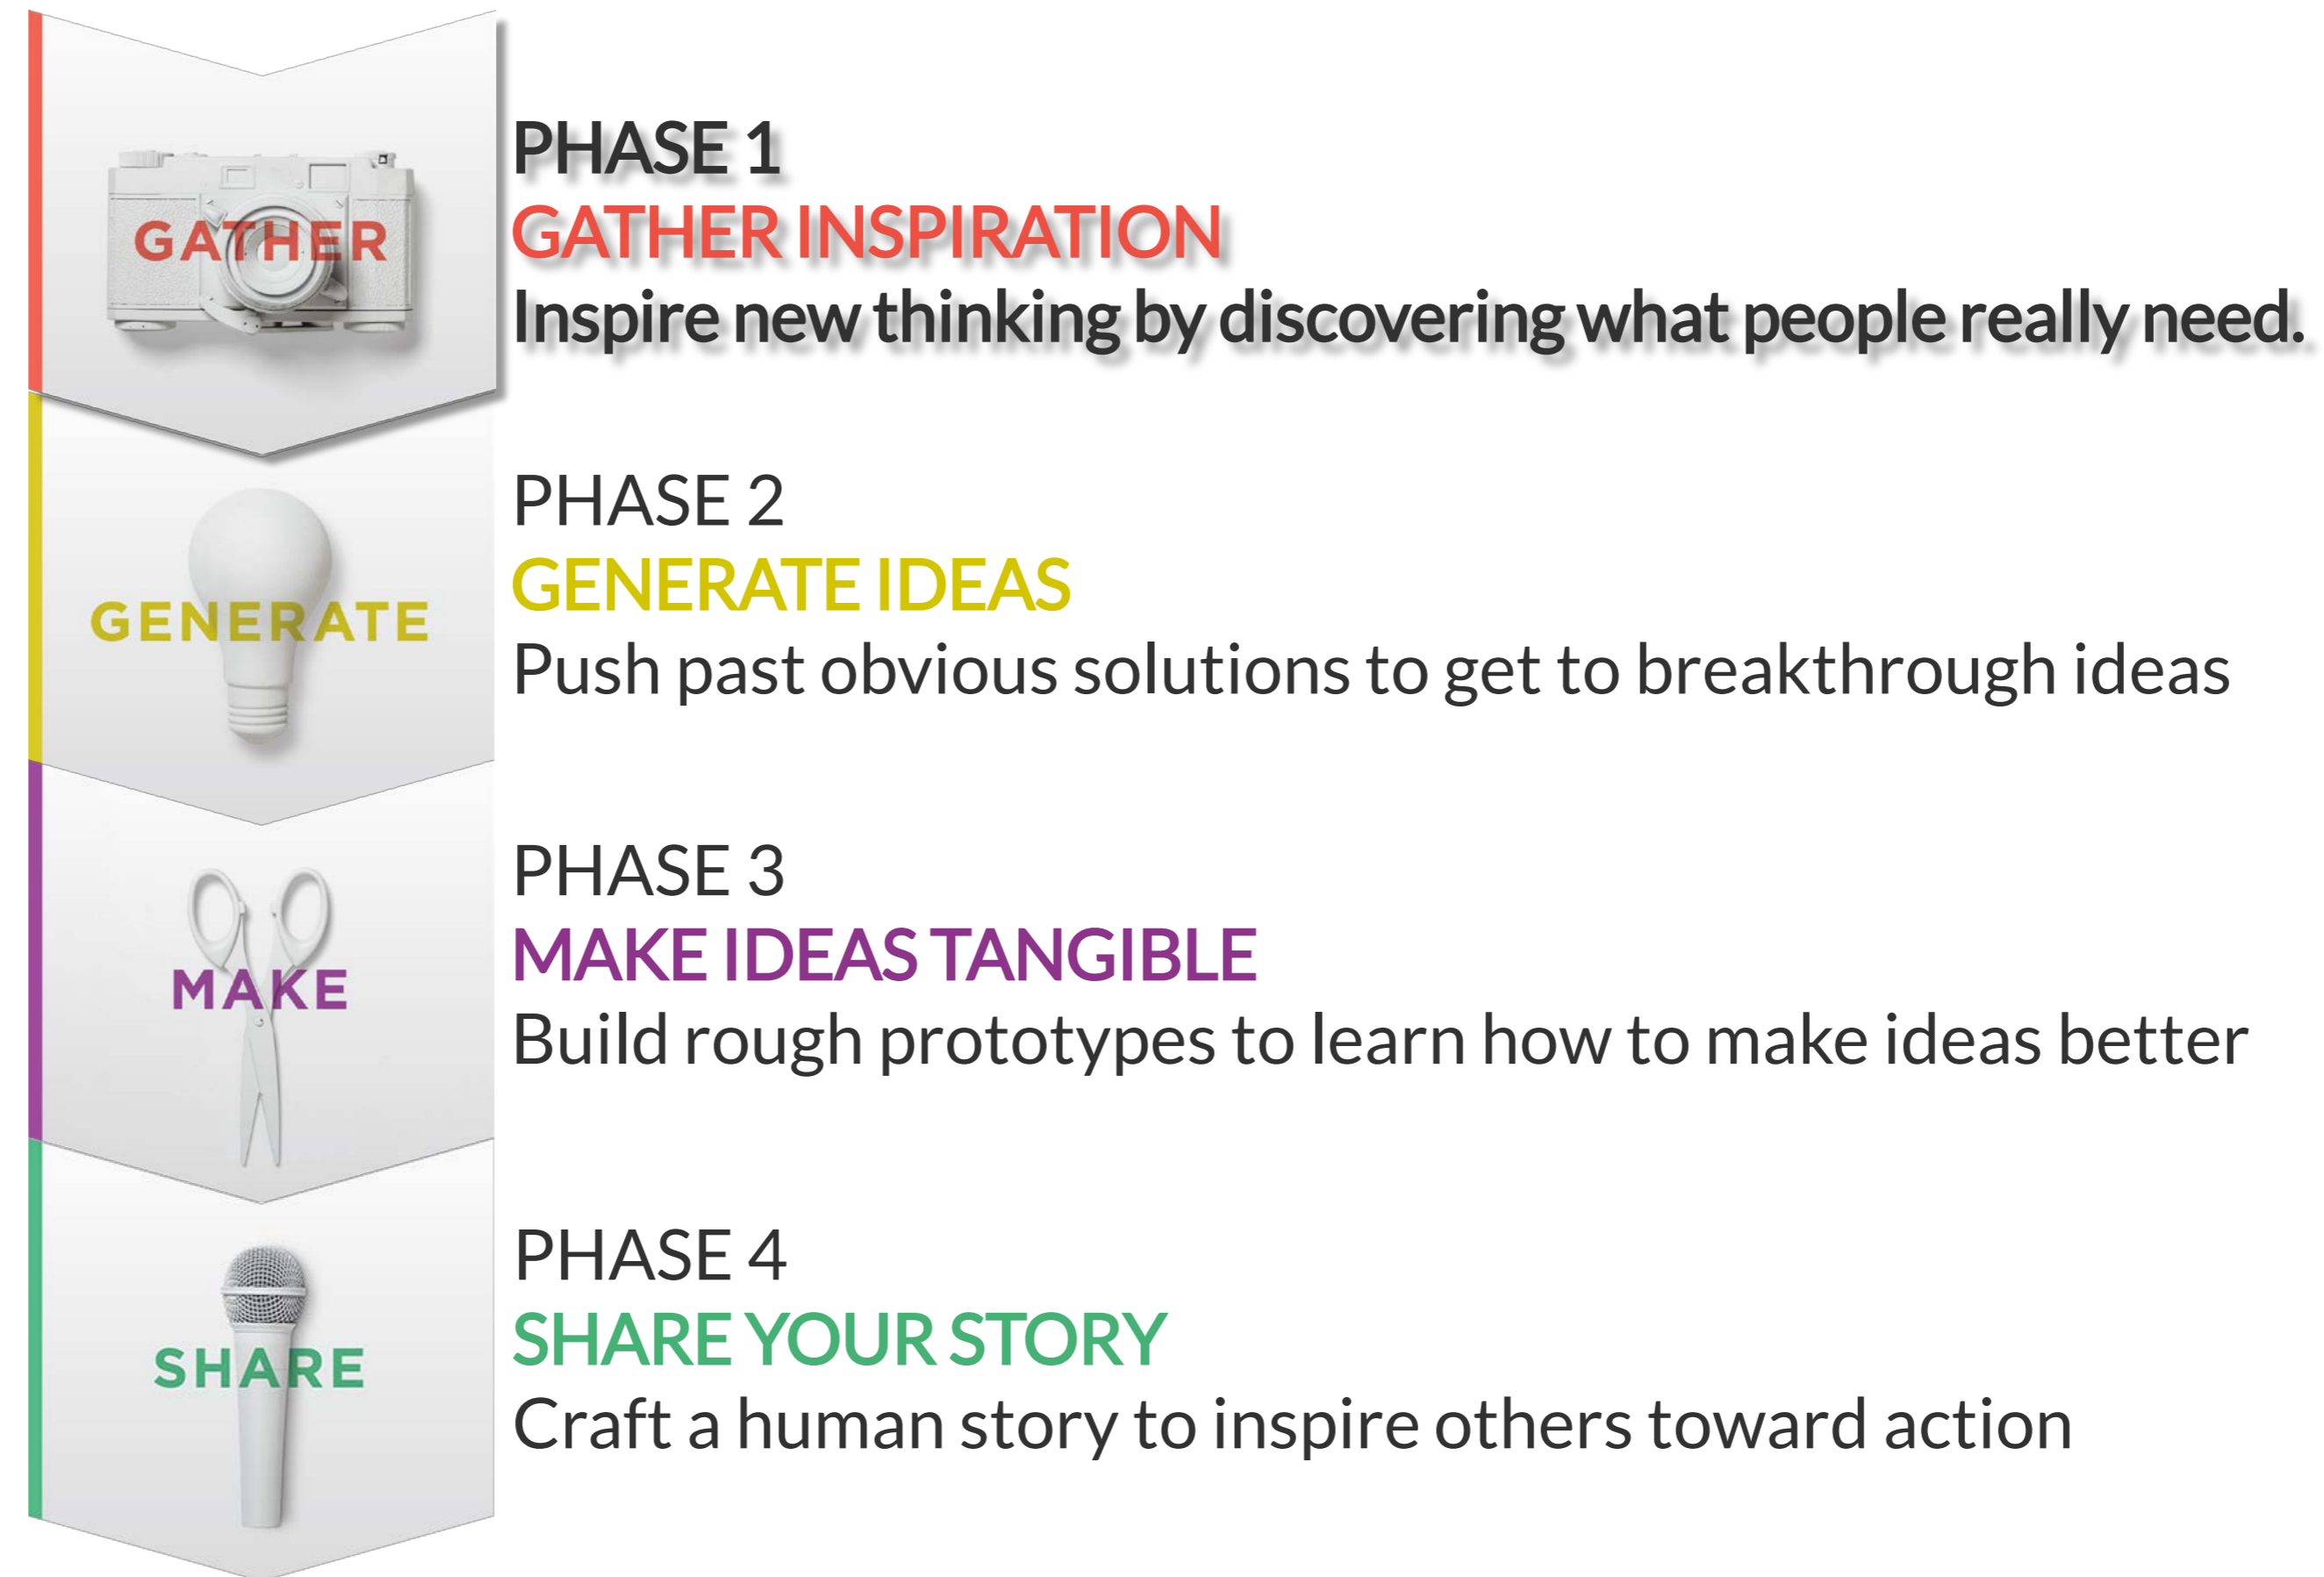 GATHER
PHASE 1
GATHER INSPIRATION
Inspire new thinking by discovering what people really need.
GENERATE
PHASE 2
GENERATE IDEAS
Push past obvious solutions to get to breakthrough ideas
MAKE
PHASE 3
MAKE IDEAS TANGIBLE
Build rough prototypes to learn how to make ideas better
SHARE
PHASE 4
SHARE YOUR STORY
Craft a human story to inspire others toward action